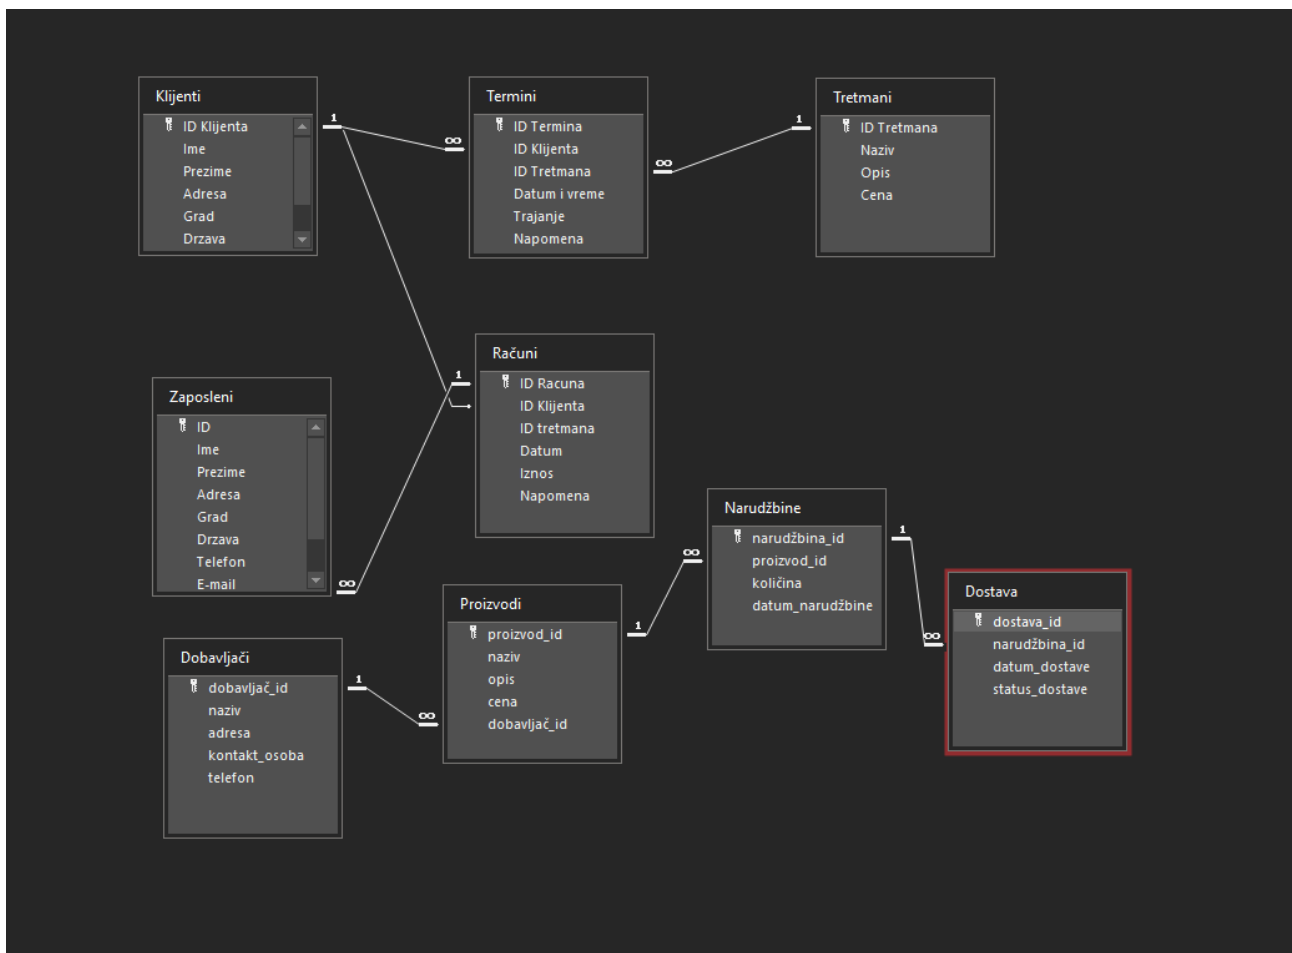 Klijenti
ID Klijenta
Ime
Prezime
Adresa
Grad
Drzava
1
∞
Termini
ID Termina
ID Klijenta
ID Tretmana
Datum i vreme
Trajanje
Napomena
∞
1
Tretmani
ID Tretmana
Naziv
Opis
Cena
Zaposleni
ID
Ime
Prezime
Adresa
Grad
Drzava
Telefon
E-mail
∞
1
Računi
ID Racuna
ID Klijenta
ID tretmana
Datum
Iznos
Napomena
Dobavljači
dobavljač_id
naziv
adresa
kontakt_osoba
telefon
1
∞
Proizvodi
proizvod_id
naziv
opis
cena
dobavljač_id
1
∞
Narudžbine
narudžbina_id
proizvod_id
količina
datum_narudžbine
1
∞
Dostava
dostava_id
narudžbina_id
datum_dostave
status_dostave